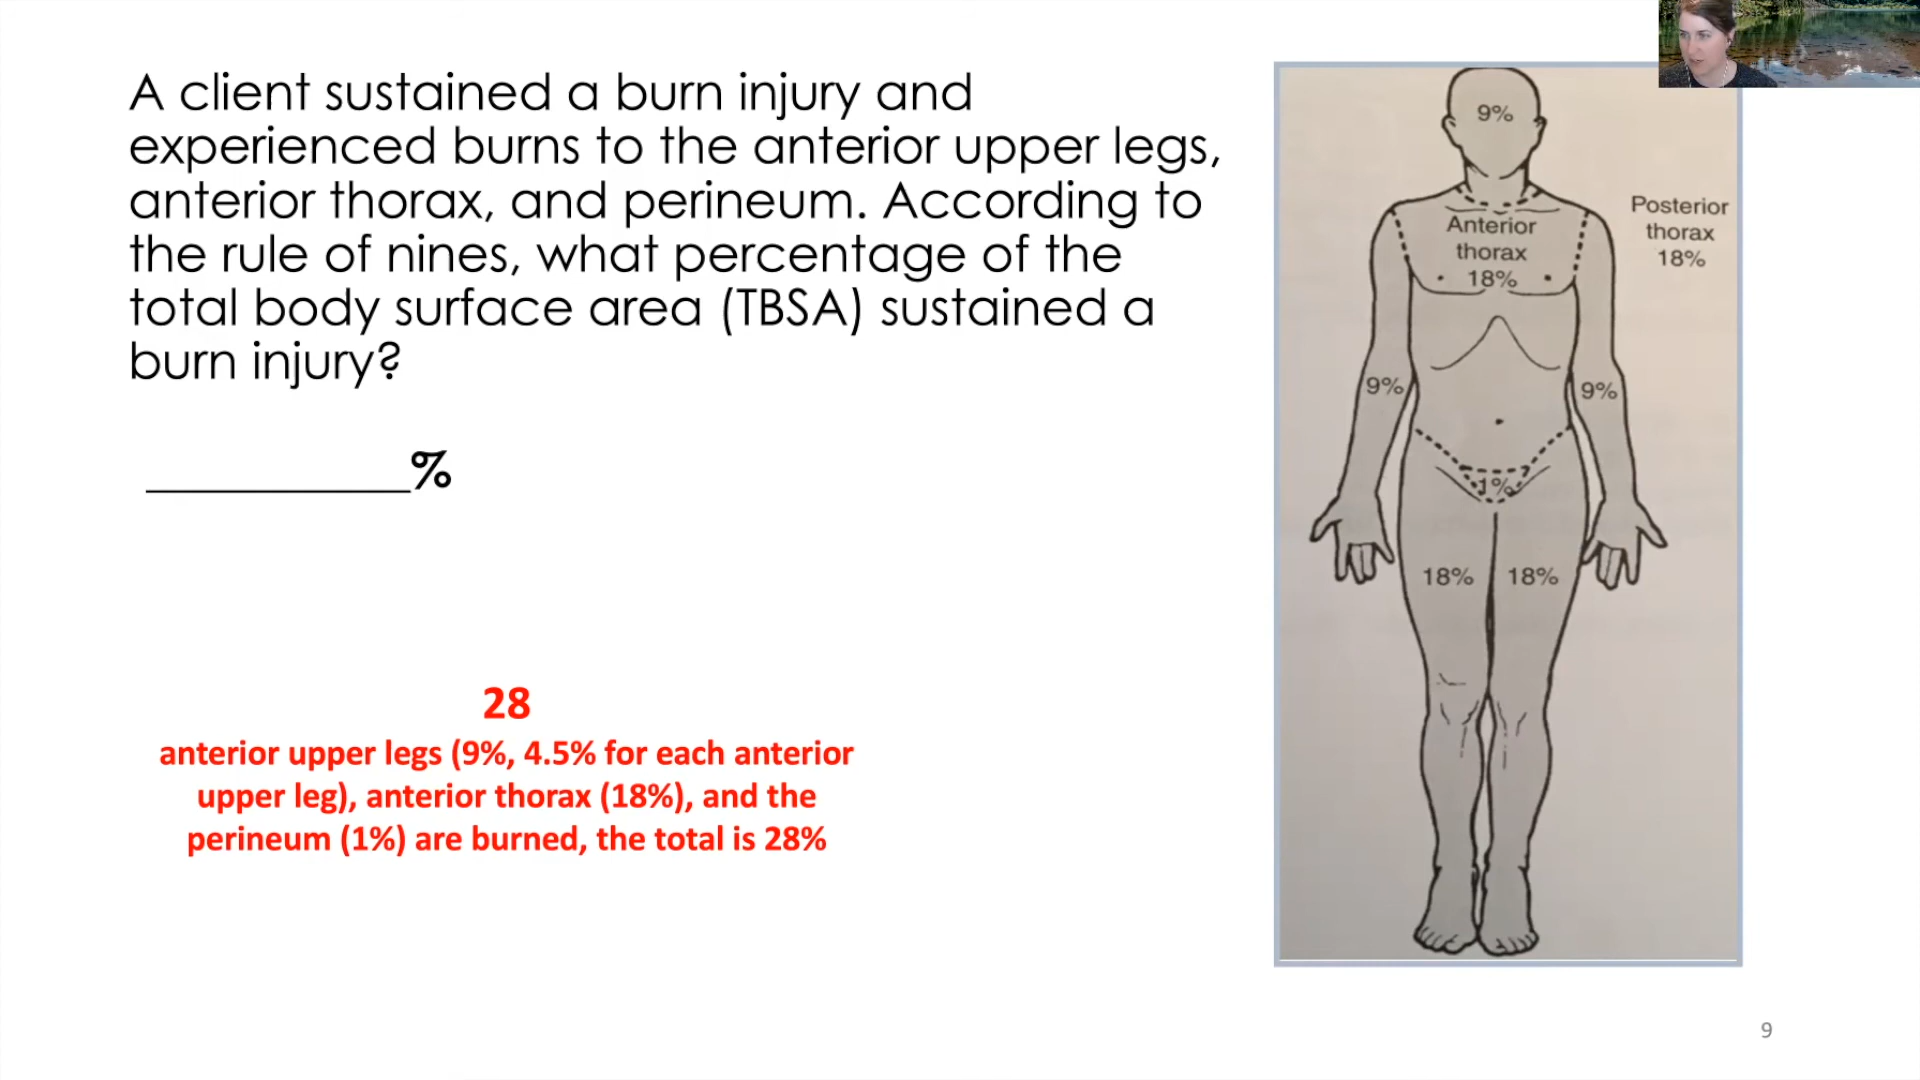 A client sustained a burn injury and
experienced burns to the anterior upper legs,
anterior thorax, and perineum. According to
the rule of nines, what percentage of the
total body surface area (TBSA) sustained a
burn injury?
__________%
28
anterior upper legs (9%, 4.5% for each anterior
upper leg), anterior thorax (18%), and the
perineum (1%) are burned, the total is 28%
9%
Anterior
thorax
18%
Posterior
thorax
18%
9%
9%
1%
18%
18%
9